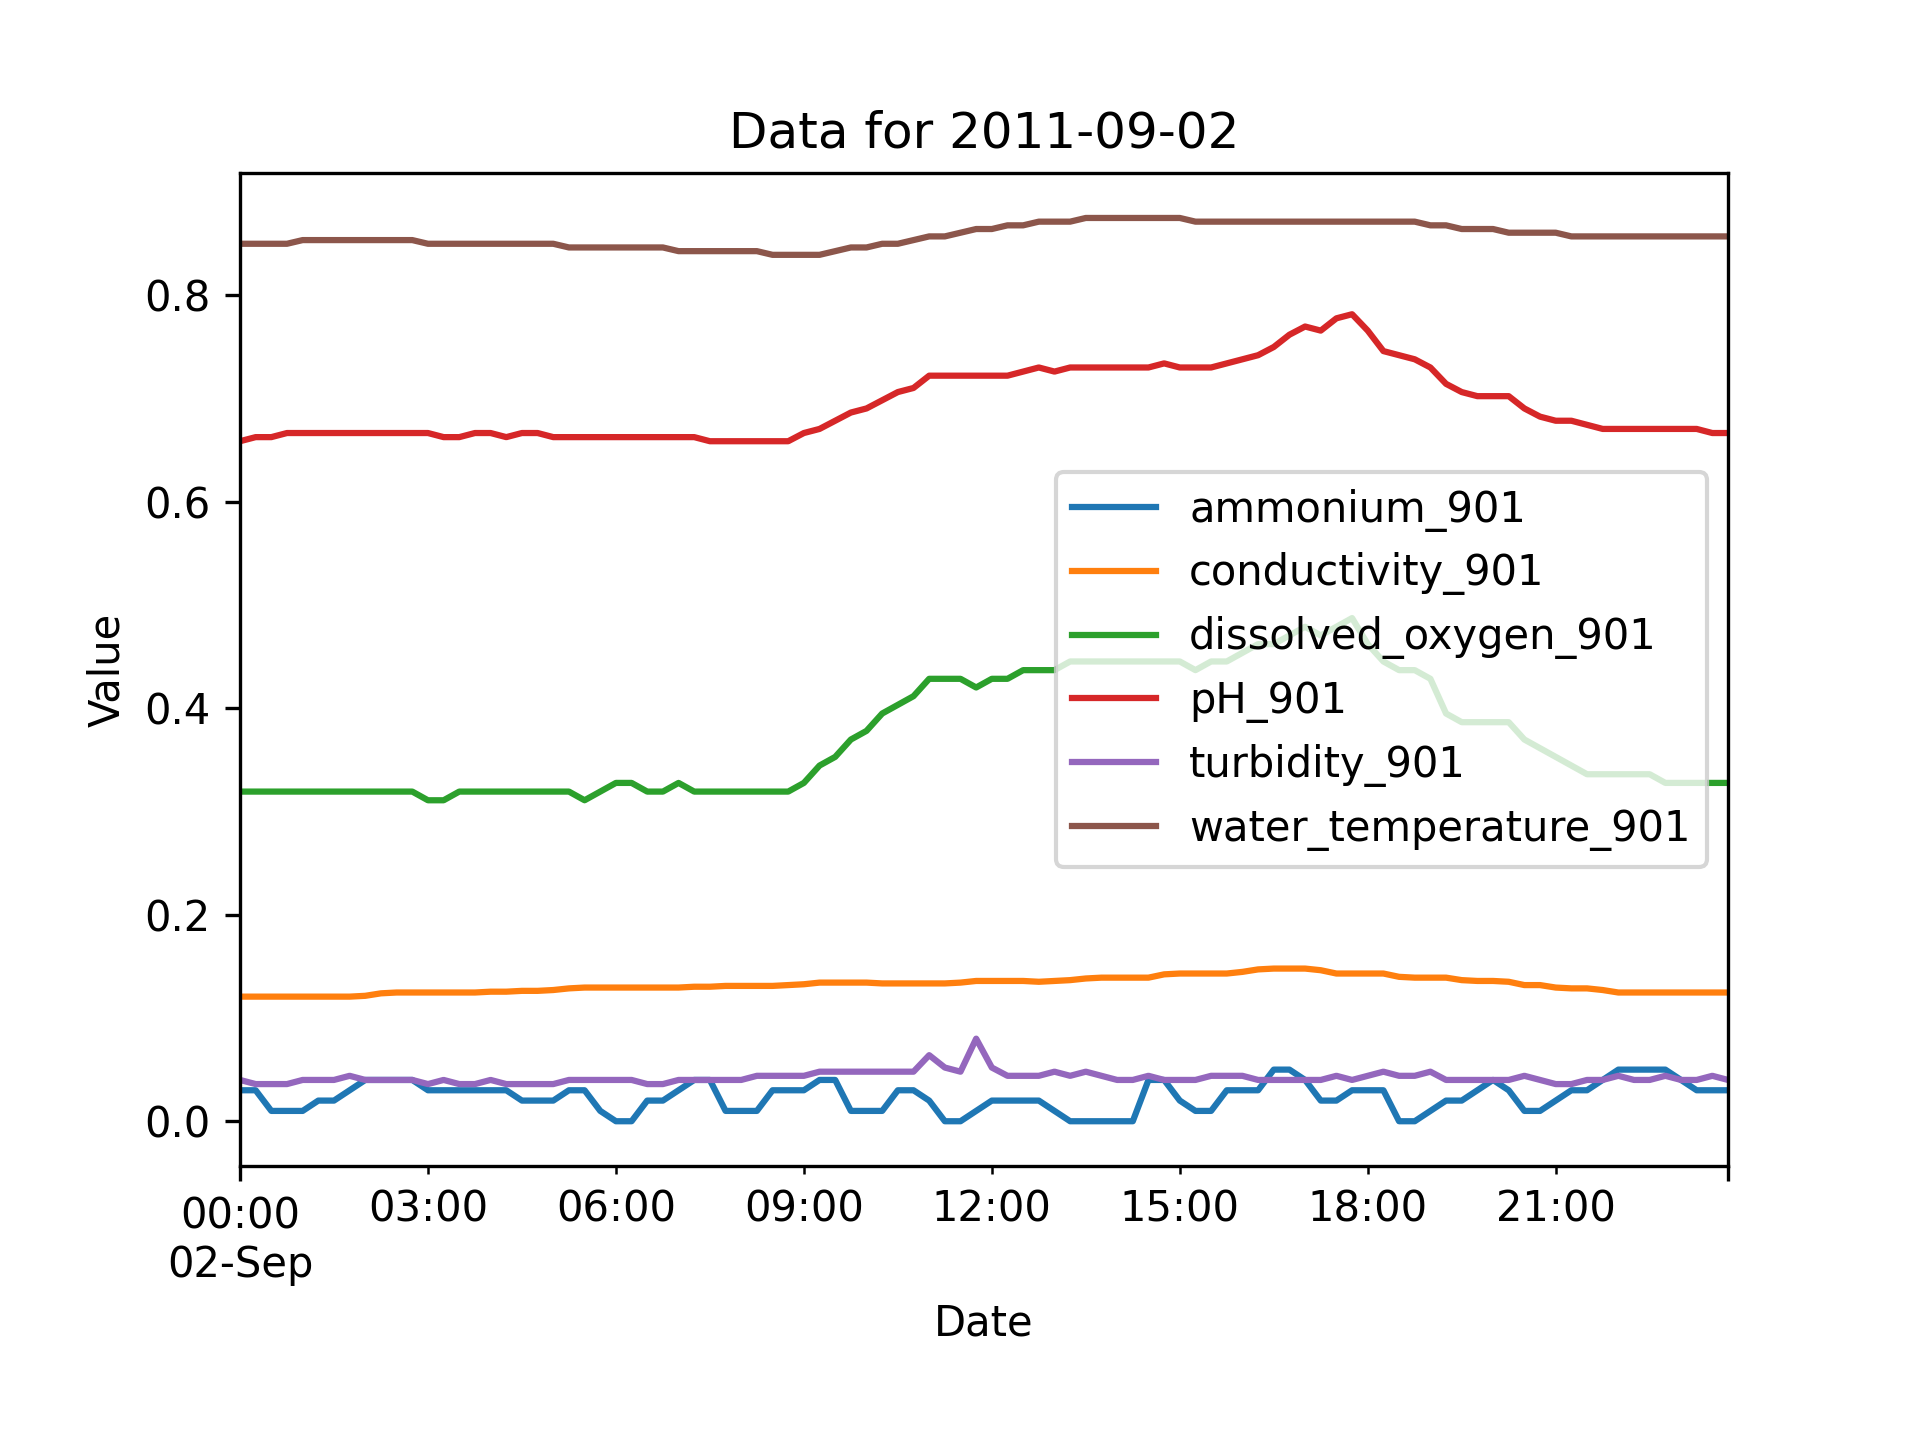 Data for 2011-09-02
Value
0.8
0.6
0.4
0.2
0.0
ammonium_901
conductivity_901
dissolved_oxygen_901
pH_901
turbidity_901
water_temperature_901
00:00 03:00 06:00 09:00 12:00 15:00 18:00 21:00
02-Sep
Date